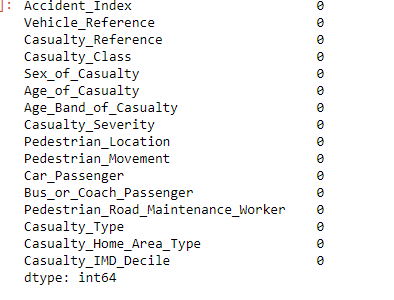 ]: Accident_Index 0
Vehicle_Reference 0
Casualty_Reference 0
Casualty_Class 0
Sex_of_Casualty 0
Age_of_Casualty 0
Age_Band_of_Casualty 0
Casualty_Severity 0
Pedestrian_Location 0
Pedestrian_Movement 0
Car_Passenger 0
Bus_or_Coach_Passenger 0
Pedestrian_Road_Maintenance_Worker 0
Casualty_Type 0
Casualty_Home_Area_Type 0
Casualty_IMD_Decile 0
dtype: int64